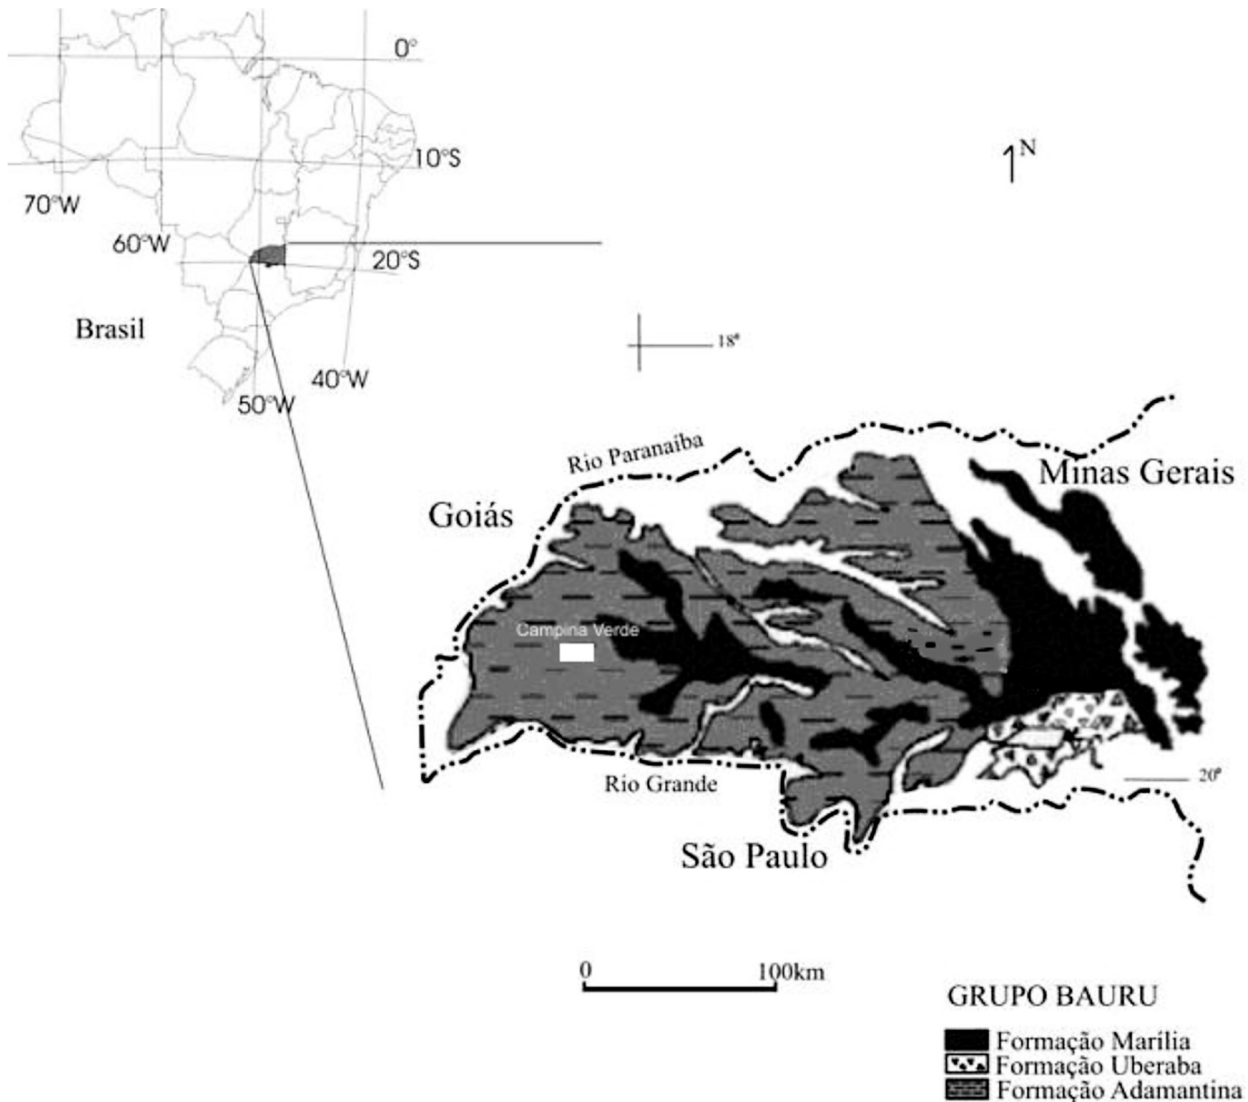 0°
10°S
70°W
60°W
20°S
Brasil
40°W
50°W
N
18°
Rio Paranaiba
Minas Gerais
Goiás
Campina Verde
20°
Rio Grande
São Paulo
0 100km
GRUPO BAURU
Formação Marília
Formação Uberaba
Formação Adamantina